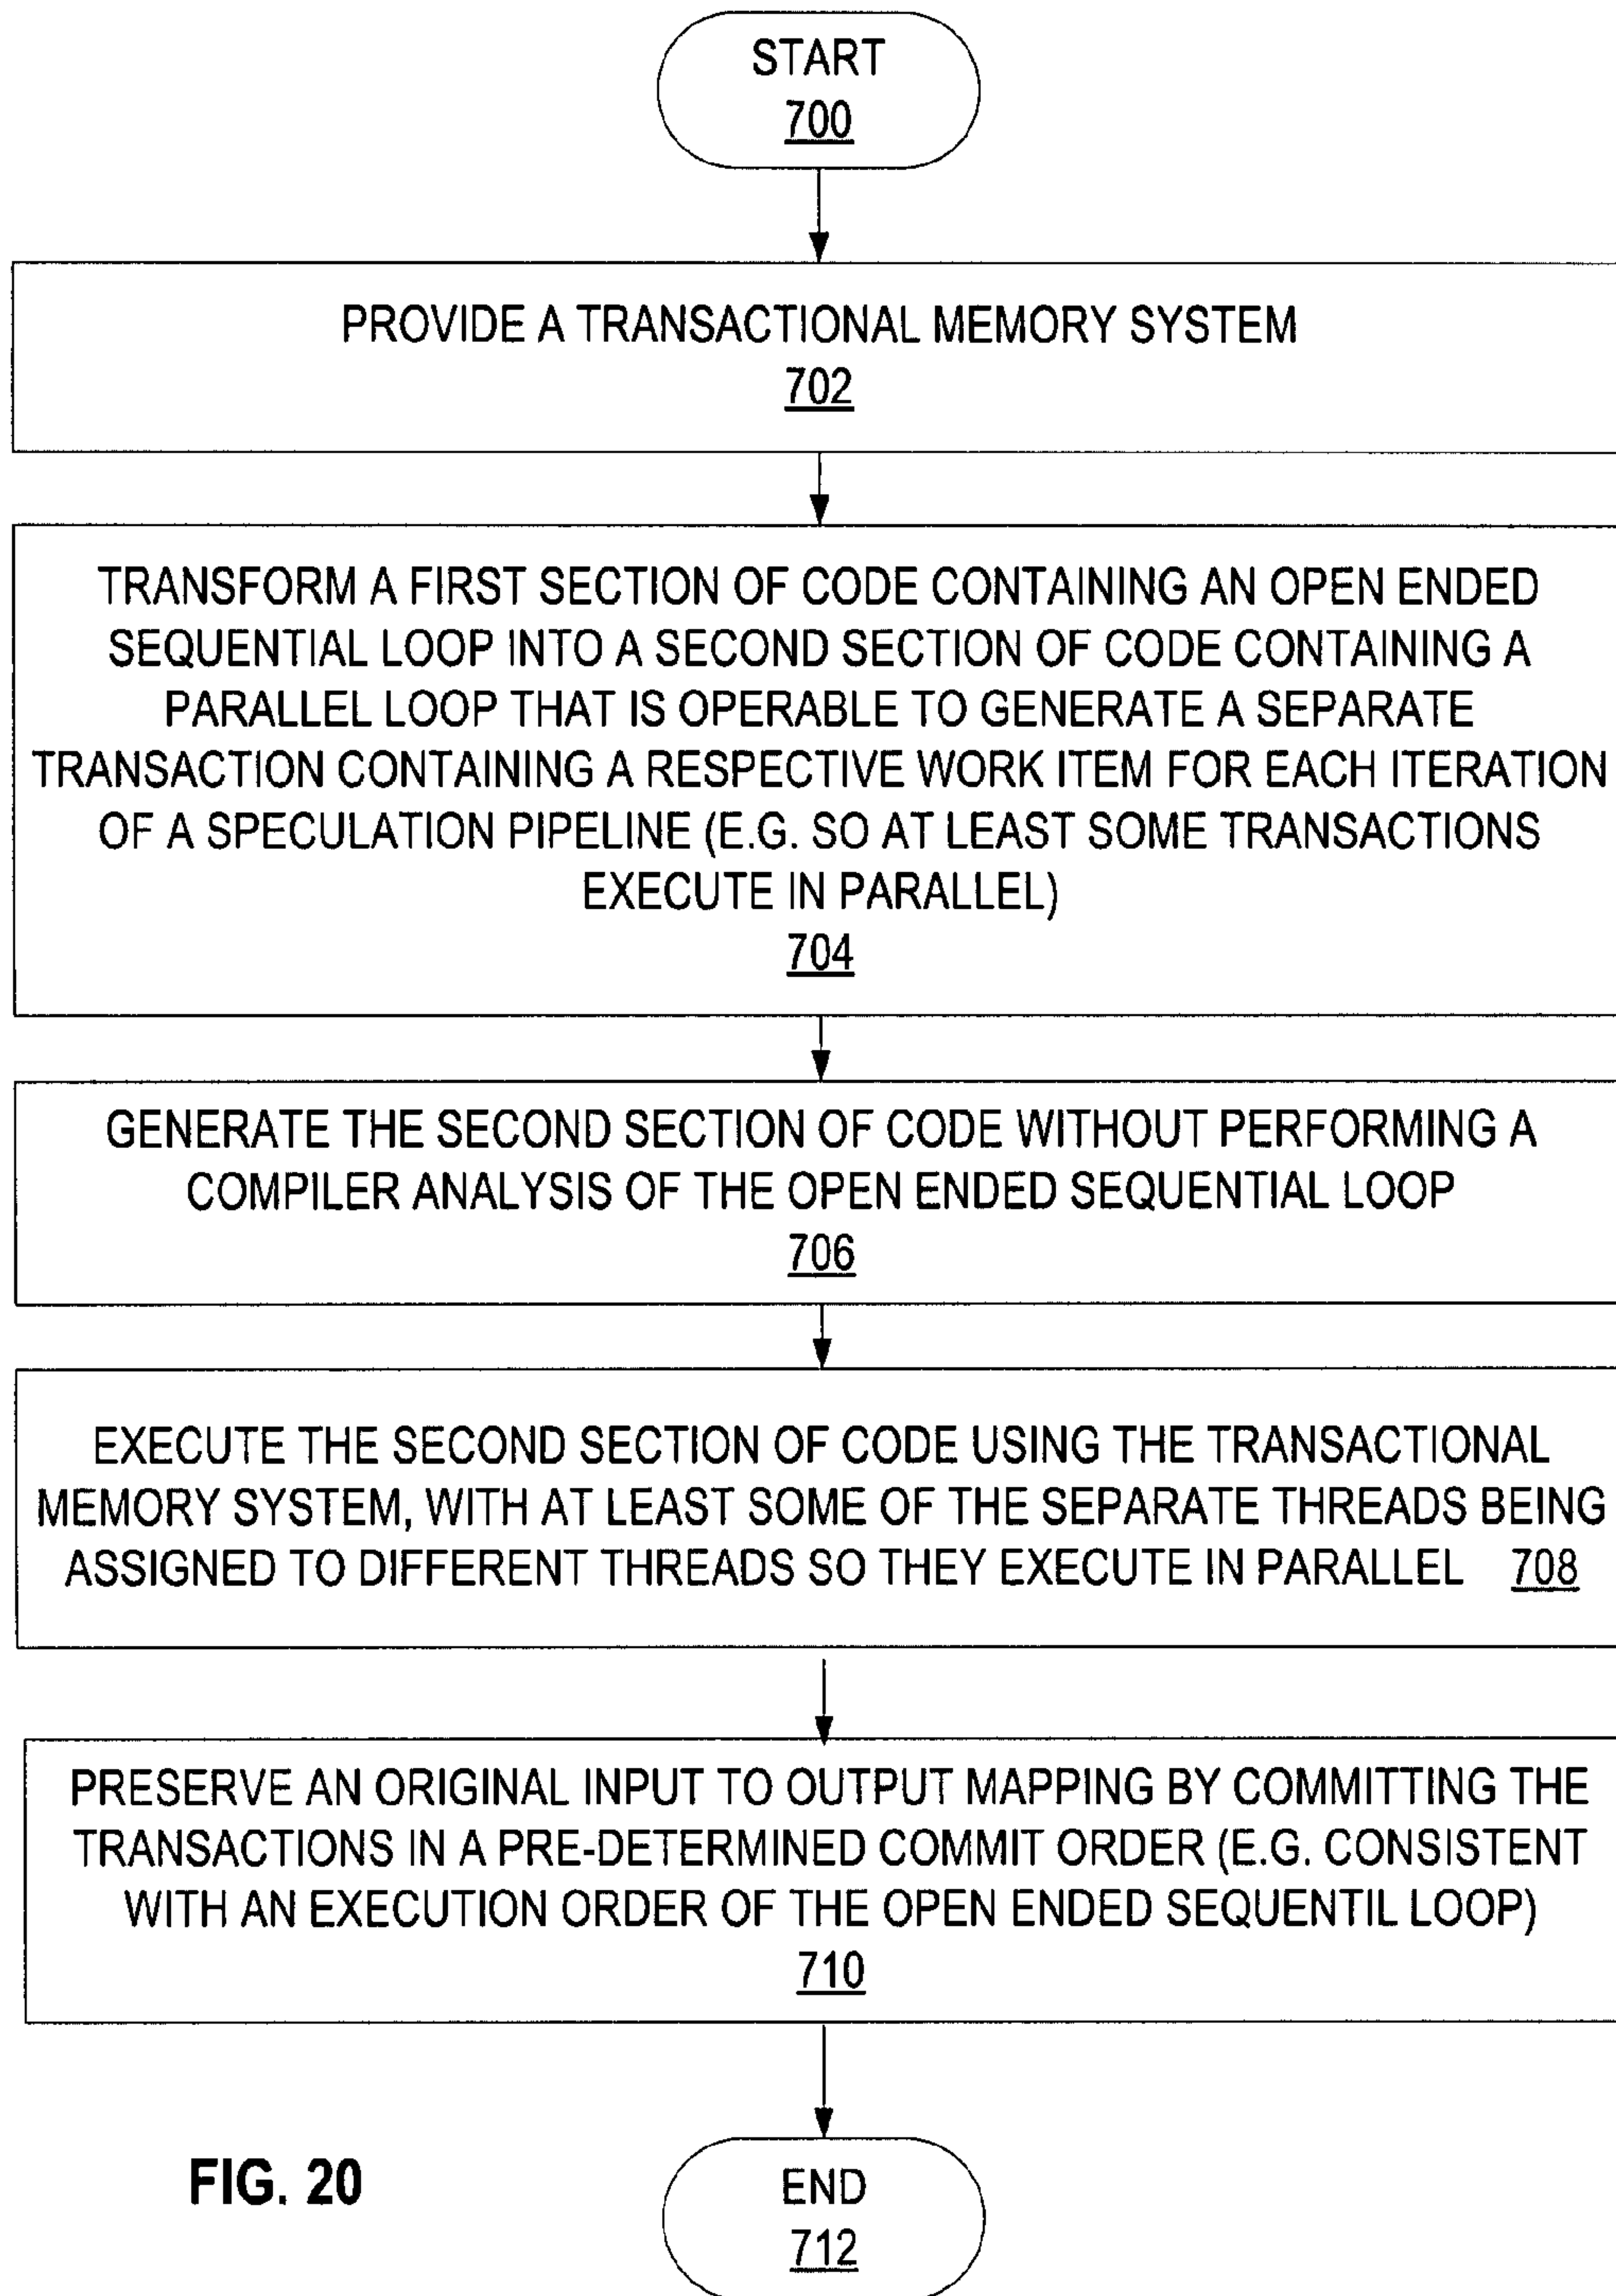 START
700
PROVIDE A TRANSACTIONAL MEMORY SYSTEM
702
TRANSFORM A FIRST SECTION OF CODE CONTAINING AN OPEN ENDED
SEQUENTIAL LOOP INTO A SECOND SECTION OF CODE CONTAINING A
PARALLEL LOOP THAT IS OPERABLE TO GENERATE A SEPARATE
TRANSACTION CONTAINING A RESPECTIVE WORK ITEM FOR EACH ITERATION
OF A SPECULATION PIPELINE (E.G. SO AT LEAST SOME TRANSACTIONS
EXECUTE IN PARALLEL)
704
GENERATE THE SECOND SECTION OF CODE WITHOUT PERFORMING A
COMPILER ANALYSIS OF THE OPEN ENDED SEQUENTIAL LOOP
706
EXECUTE THE SECOND SECTION OF CODE USING THE TRANSACTIONAL
MEMORY SYSTEM, WITH AT LEAST SOME OF THE SEPARATE THREADS BEING
ASSIGNED TO DIFFERENT THREADS SO THEY EXECUTE IN PARALLEL 708
PRESERVE AN ORIGINAL INPUT TO OUTPUT MAPPING BY COMMITTING THE
TRANSACTIONS IN A PRE-DETERMINED COMMIT ORDER (E.G. CONSISTENT
WITH AN EXECUTION ORDER OF THE OPEN ENDED SEQUENTIL LOOP)
710
FIG. 20
END
712